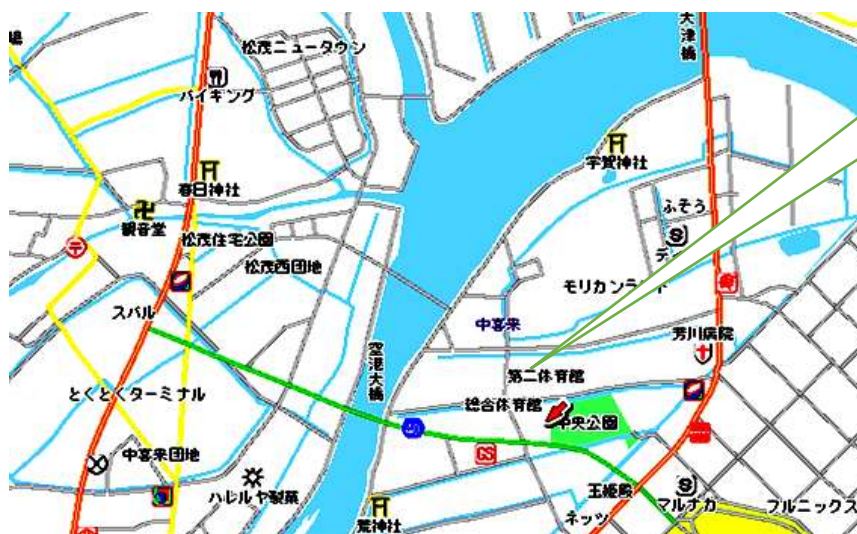 大津橋
松茂ニュータウン
バイキング
宇賀神社
春日神社
ふそう
観音堂
松茂住宅公園
松茂西団地
デ
モリカンランド
スバル
中喜来
芳川病院
空港大橋
第二体育館
とくとくターミナル
総合体育館
中央公園
中喜来団地
CS
ハレルヤ製菓
玉姫殿
マルナカ
フルニックス
荒神社
ネッツ